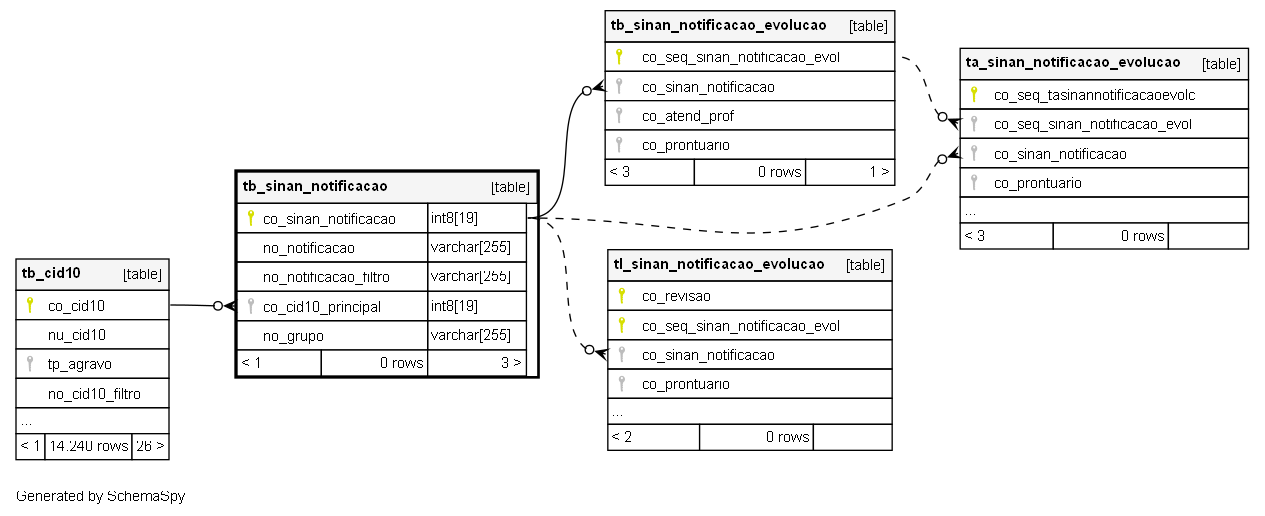 tb_sinan_notificacao_evolucao [table]
co_seq_sinan_notificacao_evol
co_sinan_notificacao
co_atend_prof
co_prontuario
< 3 0 rows 1 >
ta_sinan_notificacao_evolucao [table]
co_seq_tasinannotificacaoevolc
co_seq_sinan_notificacao_evol
co_sinan_notificacao
co_prontuario
...
< 3 0 rows
tb_sinan_notificacao [table]
co_sinan_notificacao int8[19]
no_notificacao varchar[255]
no_notificacao_filtro varchar[255]
co_cid10_principal int8[19]
no_grupo varchar[255]
< 1 0 rows 3 >
tl_sinan_notificacao_evolucao [table]
co_revisao
co_seq_sinan_notificacao_evol
co_sinan_notificacao
co_prontuario
...
< 2 0 rows
tb_cid10 [table]
co_cid10
nu_cid10
tp_agravo
no_cid10_filtro
...
< 1 14.240 rows 26 >
Generated by SchemaSpy